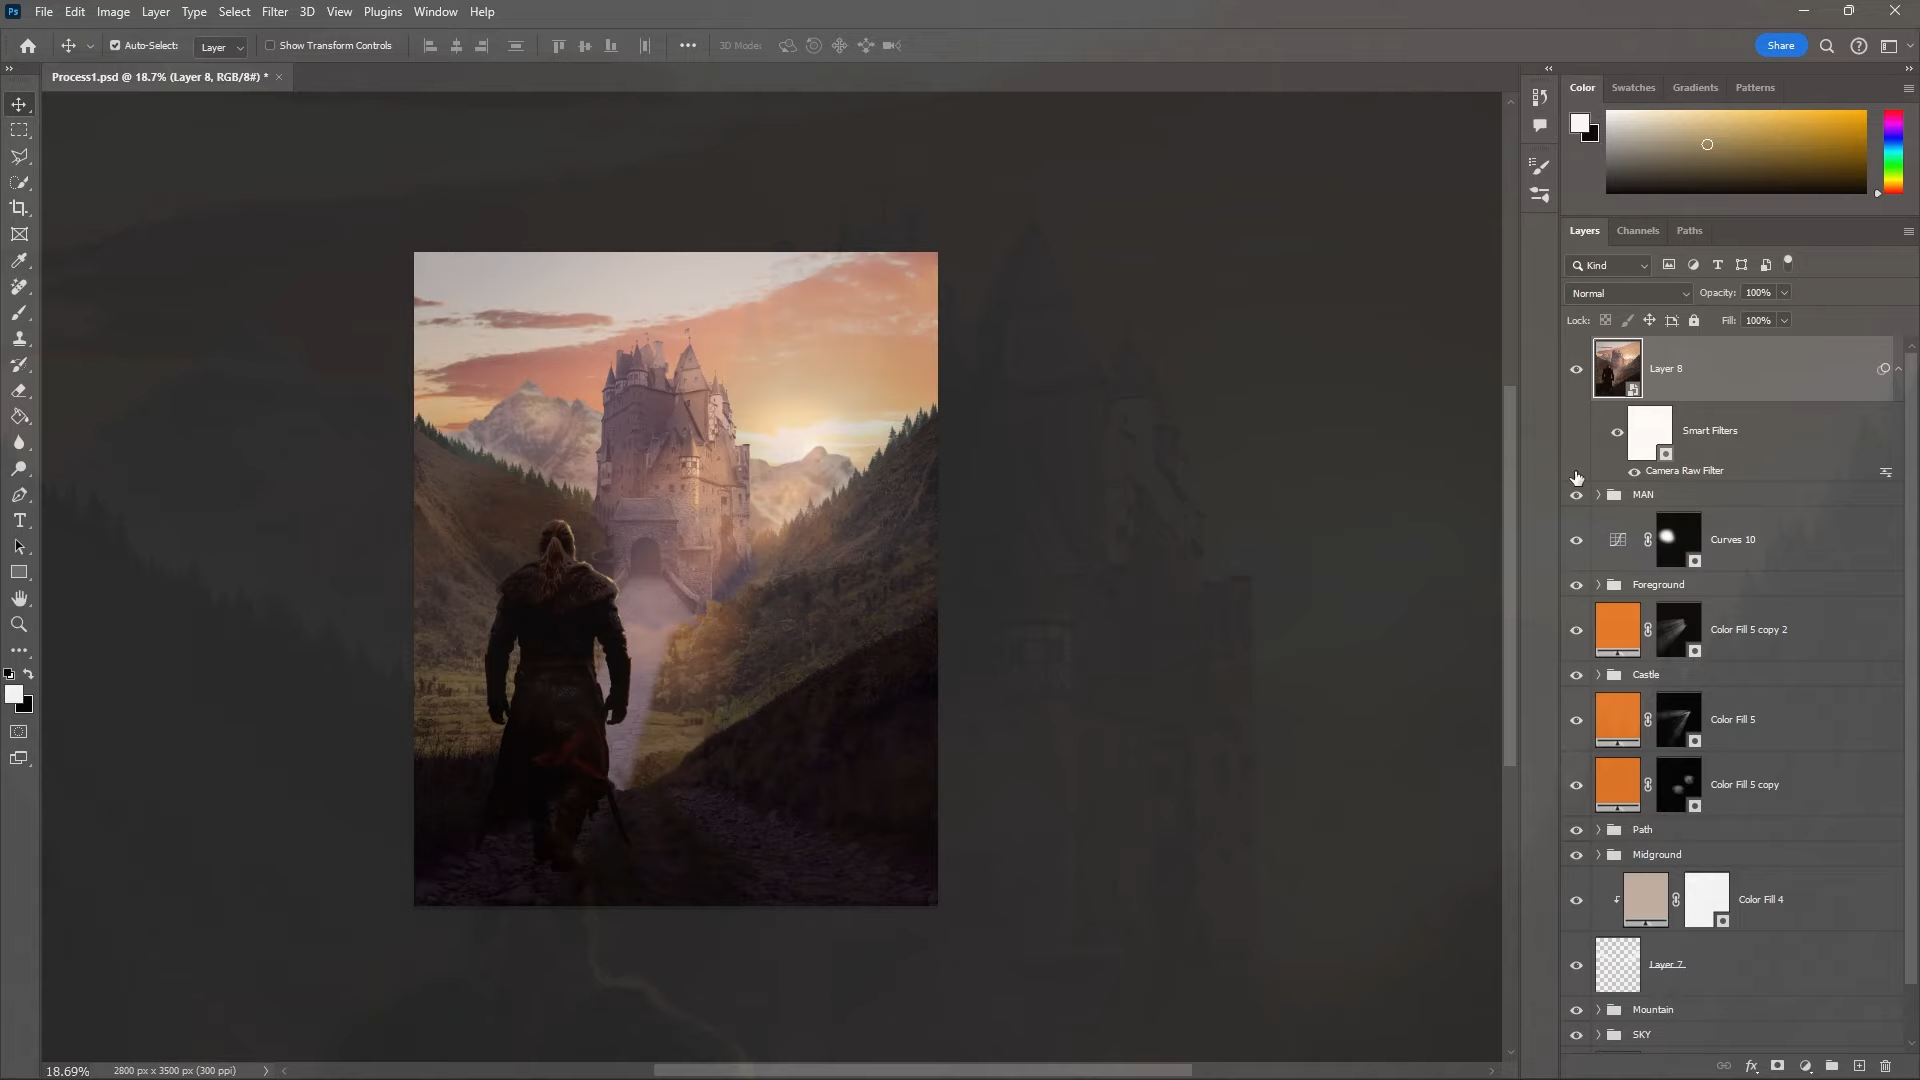 Ps File Edit Image Layer Type Select Filter 3D View Plugins Window Help
Auto-Select: Layer Show Transform Controls 3D Mode: Share
Process1.psd @ 18.7% (Layer 8, RGB/8#) *
Color Swatches Gradients Patterns
Layers Channels Paths
Kind
Normal Opacity: 100%
Lock: Fill: 100%
Layer 8
Smart Filters
Camera Raw Filter
MAN
Curves 10
Foreground
Color Fill 5 copy 2
Castle
Color Fill 5
Color Fill 5 copy
Path
Midground
Color Fill 4
Layer 7
Mountain
SKY
18.69% 2800 px x 3500 px (300 ppi)